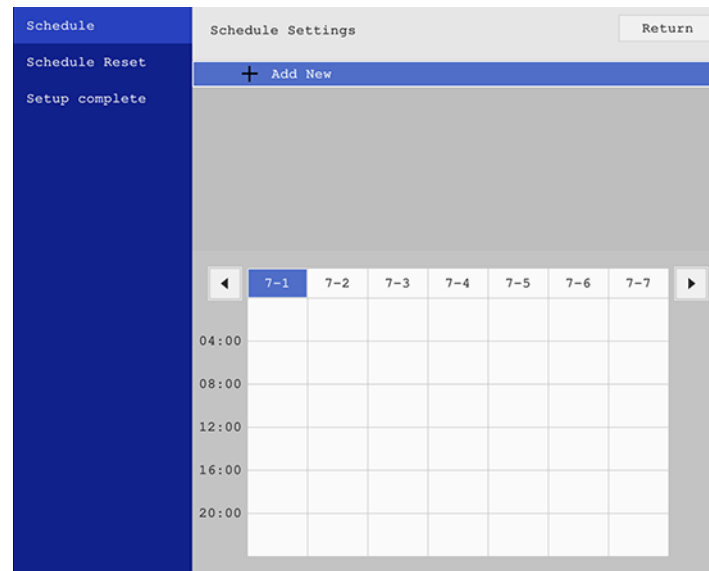 Schedule
Schedule Reset
Setup complete
Schedule Settings
Return
Add New
7-1 7-2 7-3 7-4 7-5 7-6 7-7
04:00
08:00
12:00
16:00
20:00